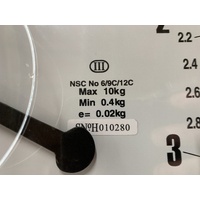 III
NSC No 6/9C/12C
Max 10kg
Min 0.4kg
e= 0.02kg
SNºH010280
2
2.2
2.4
2.6
2.8
3